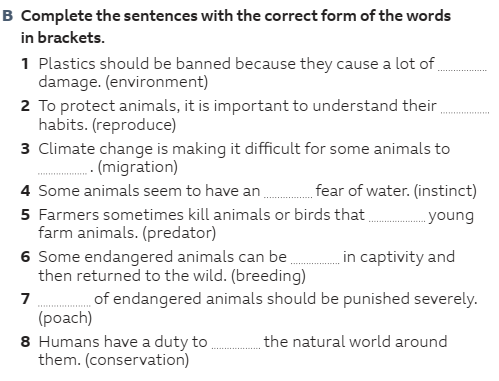 B Complete the sentences with the correct form of the words
in brackets.
1 Plastics should be banned because they cause a lot of ................
damage. (environment)
2 To protect animals, it is important to understand their ................
habits. (reproduce)
3 Climate change is making it difficult for some animals to
................ . (migration)
4 Some animals seem to have an ................ fear of water. (instinct)
5 Farmers sometimes kill animals or birds that ................ young
farm animals. (predator)
6 Some endangered animals can be ................ in captivity and
then returned to the wild. (breeding)
7 ................ of endangered animals should be punished severely.
(poach)
8 Humans have a duty to ................ the natural world around
them. (conservation)